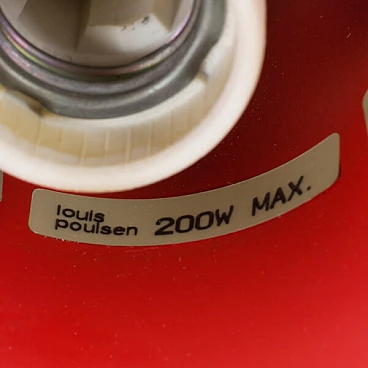 louis
poulsen 200W MAX.